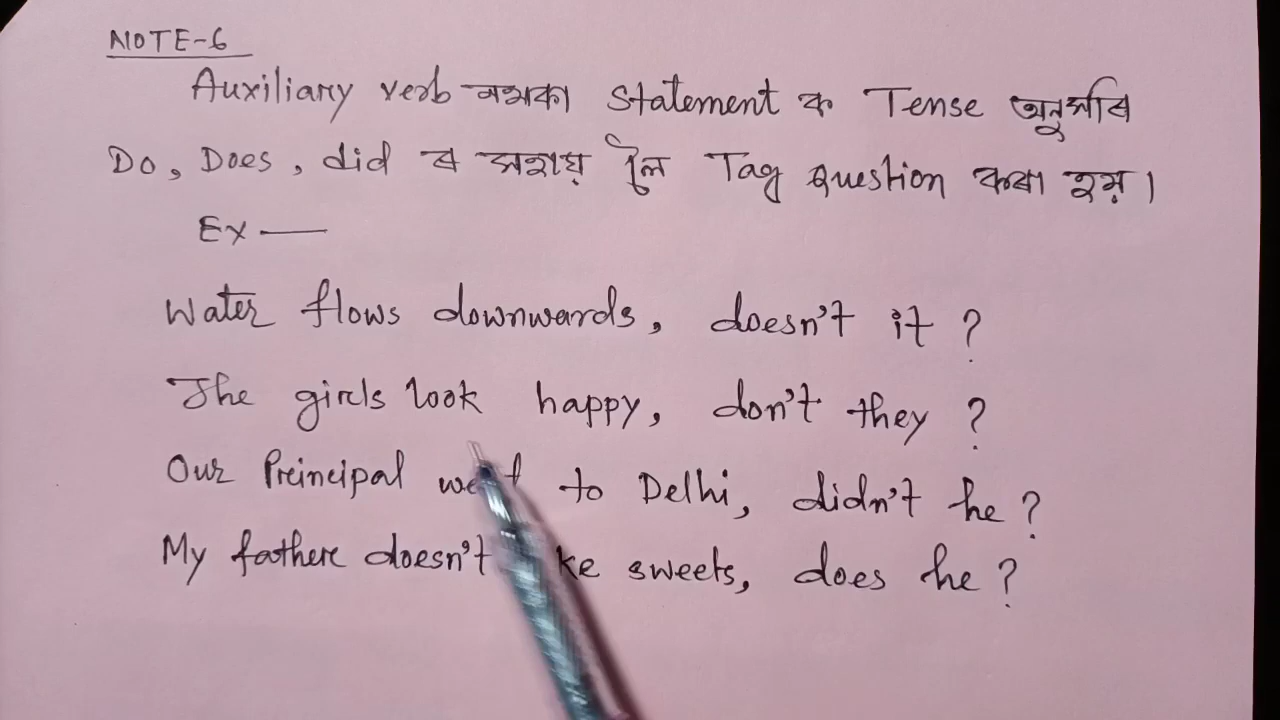 NOTE-6
Auxiliary verb নথকা Statement ক Tense অনুসৰি
Do, Does, did ৰ সহায় লৈ Tag question কৰা হয়।
Ex —
Water flows downwards, doesn't it ?
The girls look happy, don't they ?
Our Preincipal to Delhi, didn't he ?
My fathere doesn't sweets, does he ?